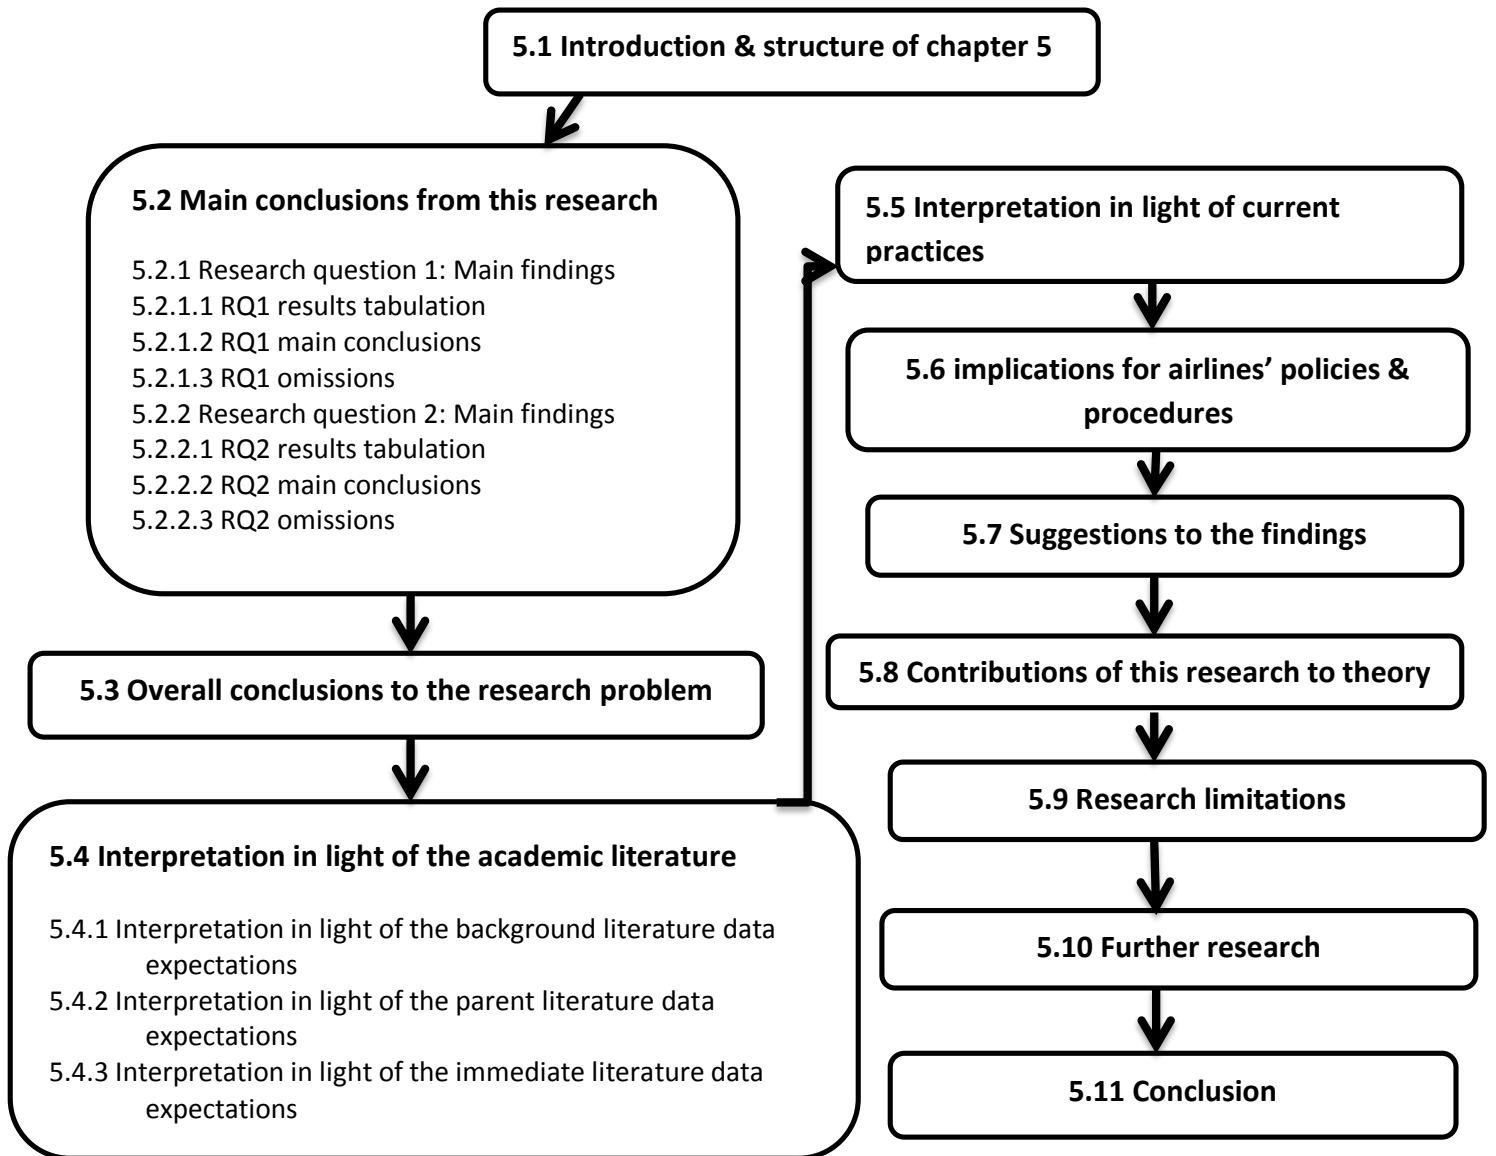 5.1 Introduction & structure of chapter 5
5.2 Main conclusions from this research
5.2.1 Research question 1: Main findings
5.2.1.1 RQ1 results tabulation
5.2.1.2 RQ1 main conclusions
5.2.1.3 RQ1 omissions
5.2.2 Research question 2: Main findings
5.2.2.1 RQ2 results tabulation
5.2.2.2 RQ2 main conclusions
5.2.2.3 RQ2 omissions
5.3 Overall conclusions to the research problem
5.4 Interpretation in light of the academic literature
5.4.1 Interpretation in light of the background literature data
expectations
5.4.2 Interpretation in light of the parent literature data
expectations
5.4.3 Interpretation in light of the immediate literature data
expectations
5.5 Interpretation in light of current
practices
5.6 implications for airlines’ policies &
procedures
5.7 Suggestions to the findings
5.8 Contributions of this research to theory
5.9 Research limitations
5.10 Further research
5.11 Conclusion